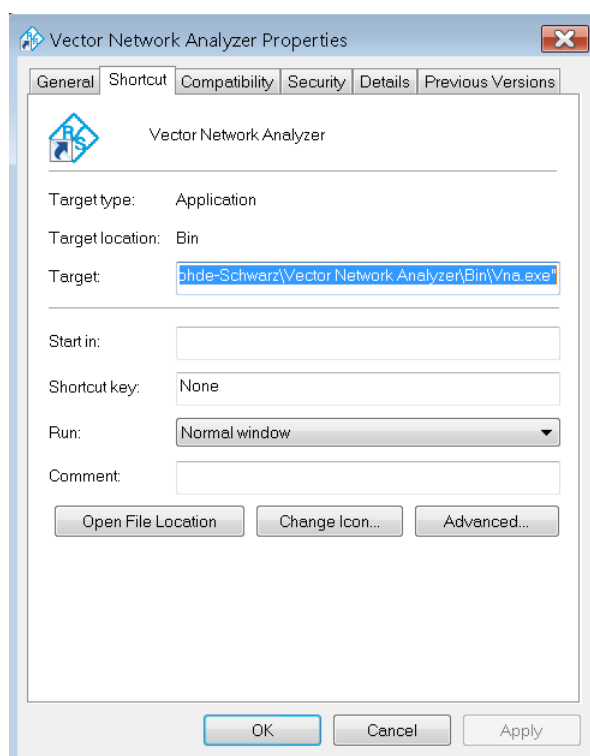 Vector Network Analyzer Properties
General Shortcut Compatibility Security Details Previous Versions
R S
Vector Network Analyzer
Target type: Application
Target location: Bin
Target: ohde-Schwarz\Vector Network Analyzer\Bin\Vna.exe"
Start in:
Shortcut key: None
Run: Normal window
Comment:
Open File Location Change Icon... Advanced...
OK Cancel Apply